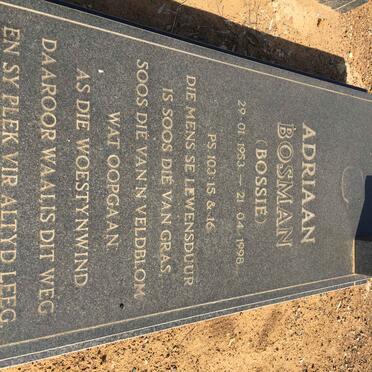 ADRIAAN
BOSMAN
(BOSSIE)
29. 01. 1953 - 21. 04. 1998.
PS. 103:15 & 16.
DIE MENS SE LEWENSDUUR
IS SOOS DIE VAN GRAS,
SOOS DIE VAN 'N VELDBLOM
WAT OOPGAAN.
AS DIE WOESTYNWIND
DAAROOR WAAI, IS DIT WEG
EN SY PLEK VIR ALTYD LEEG.